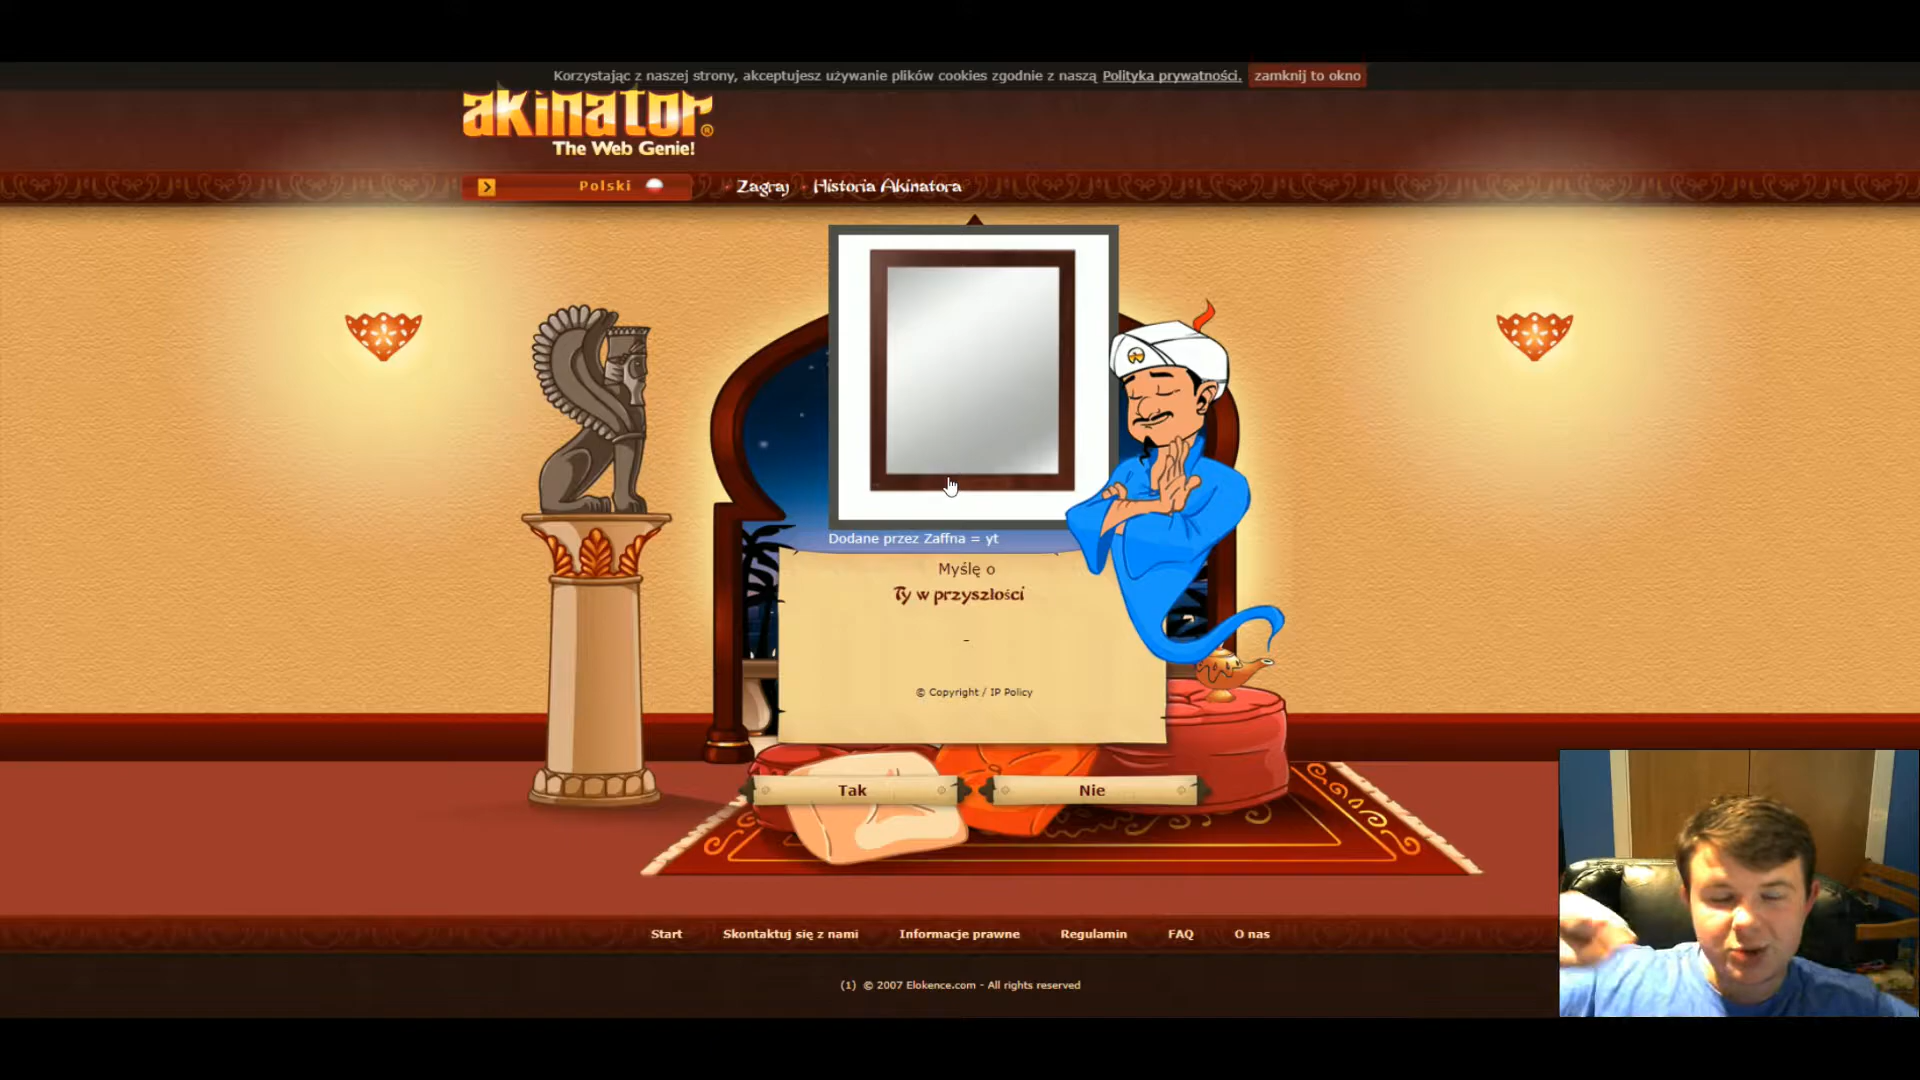 Korzystając z naszej strony, akceptujesz używanie plików cookies zgodnie z naszą Polityka prywatności. zamknij to okno
akinator®
The Web Genie!
Polski
Zagraj
Historia Akinatora
Dodane przez Zaffna = yt
Myślę o
Ty w przyszłości
-
© Copyright / IP Policy
Tak
Nie
Start
Skontaktuj się z nami
Informacje prawne
Regulamin
FAQ
O nas
(1) © 2007 Elokence.com - All rights reserved